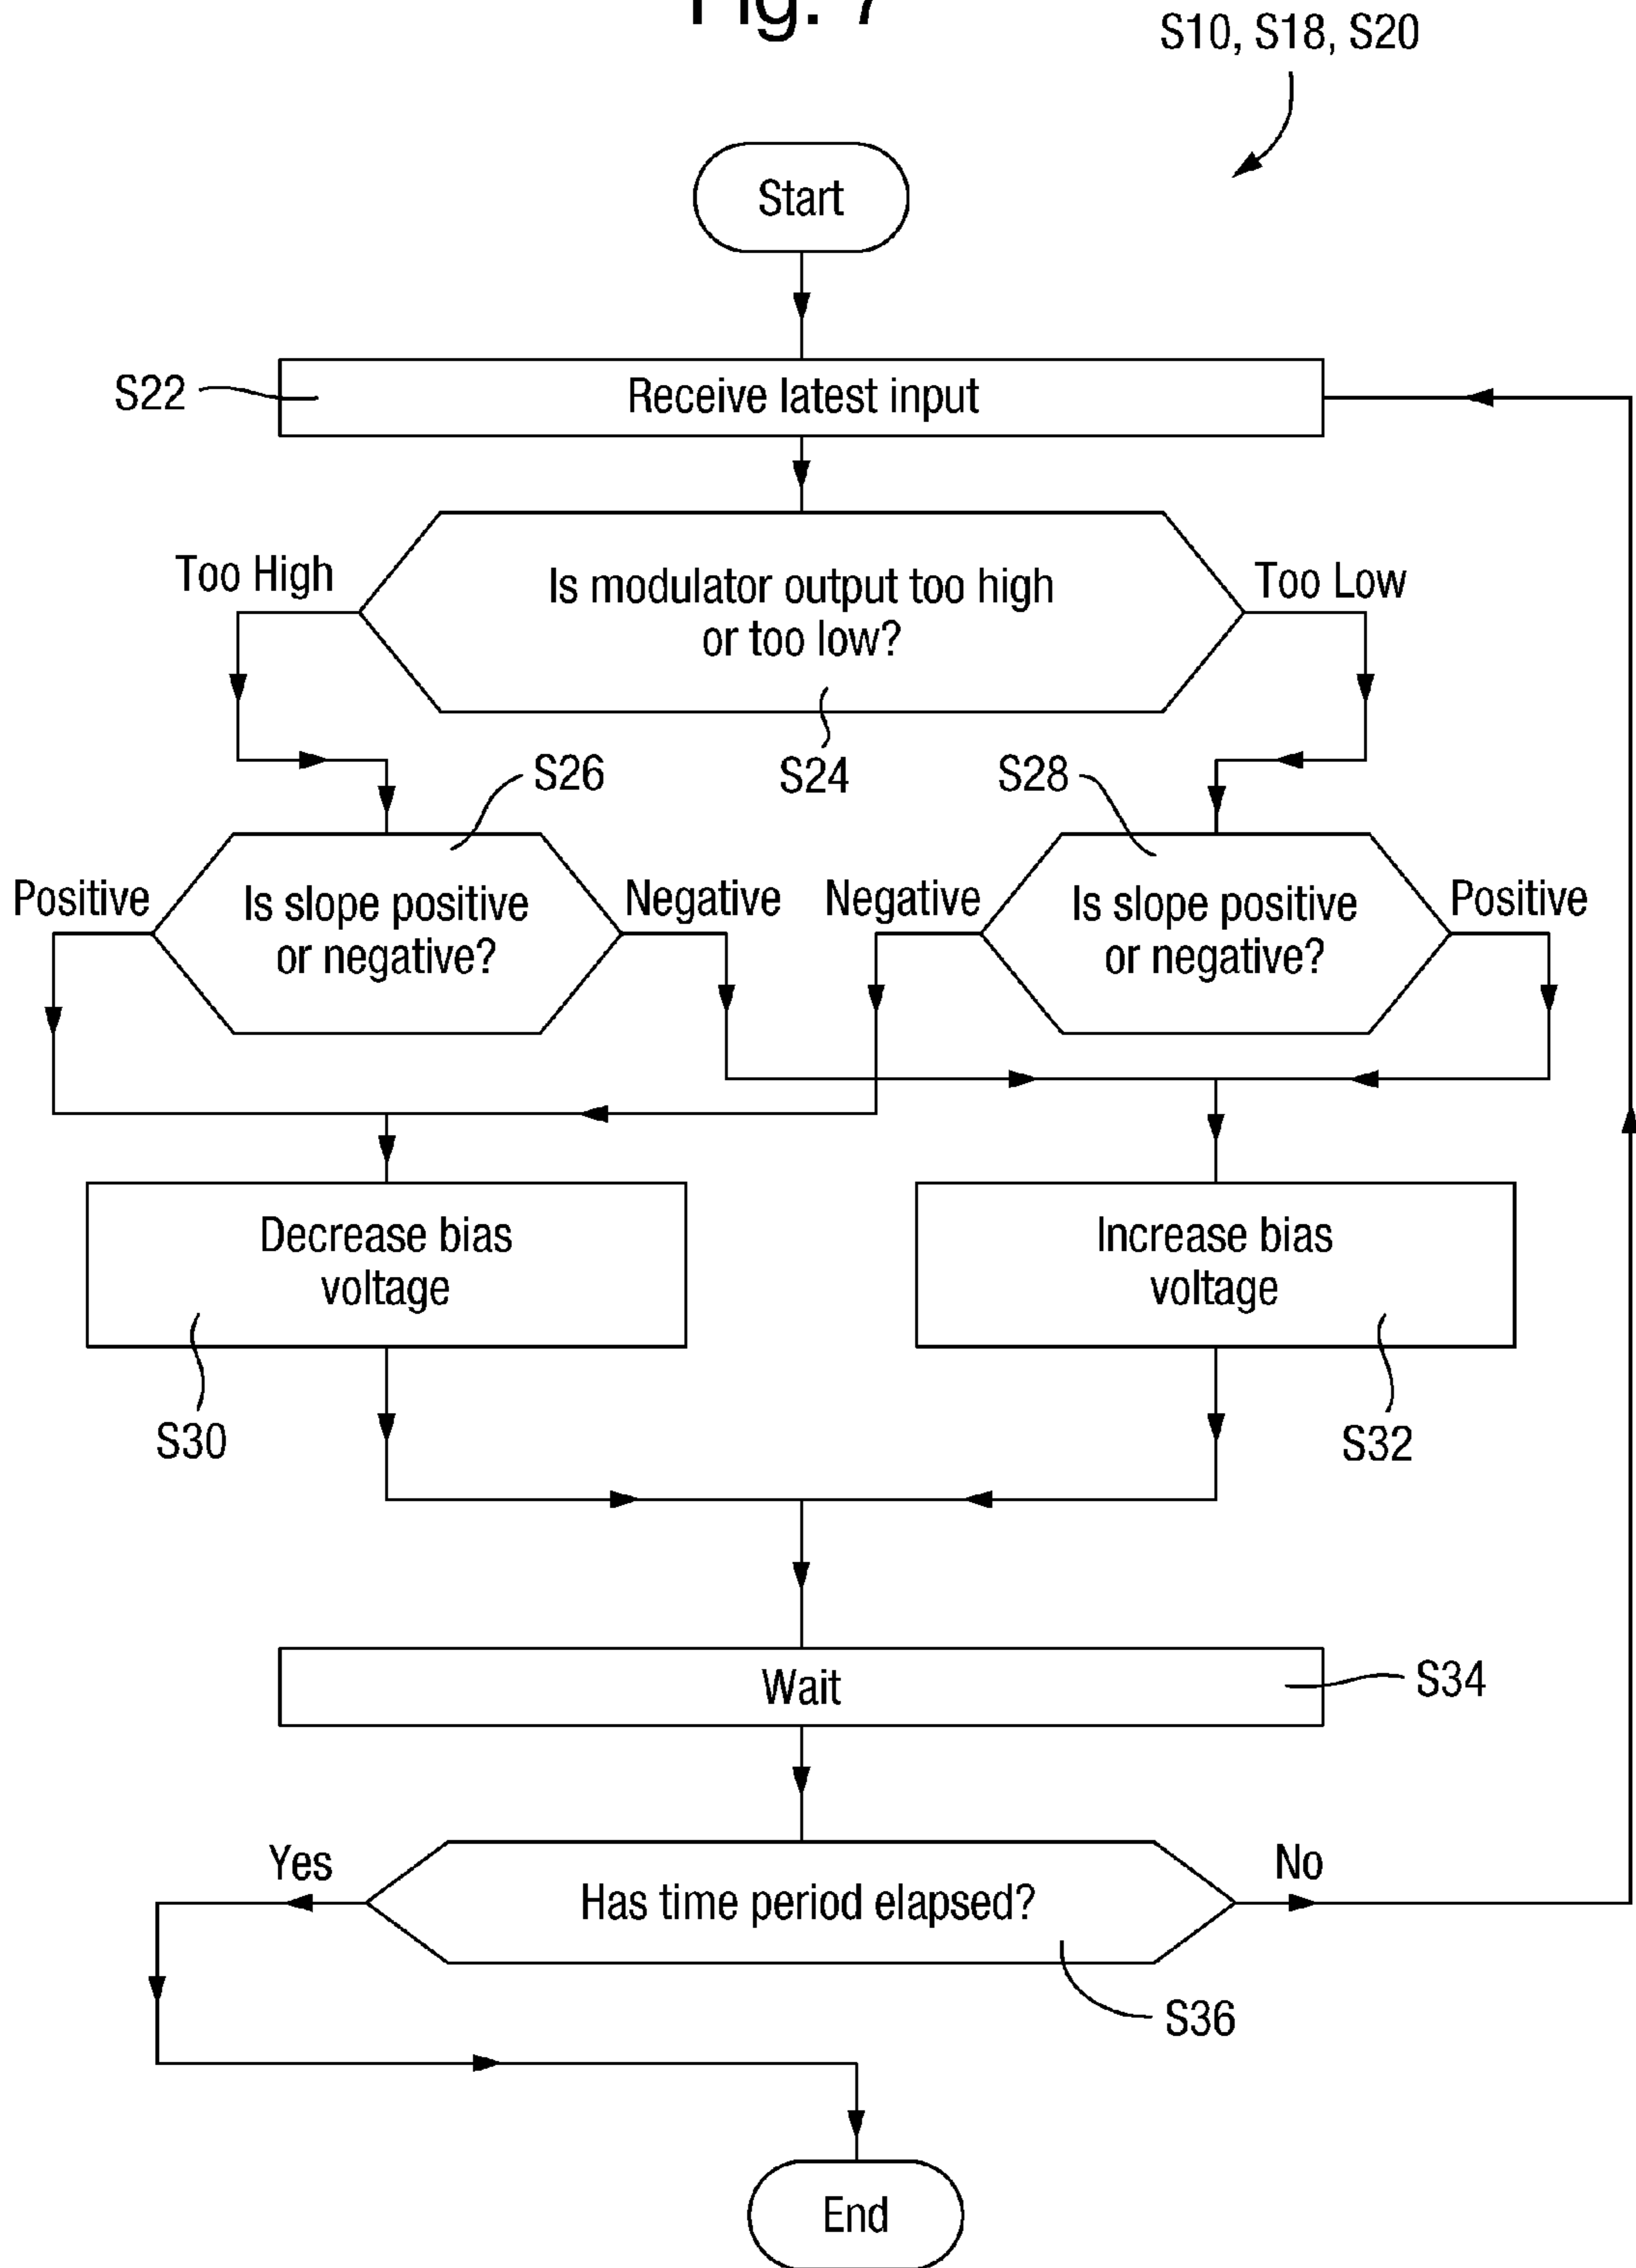 Fig. 7
S10, S18, S20
Start
S22
Receive latest input
Too High
Is modulator output too high
or too low?
Too Low
S24
S26
S28
Positive
Is slope positive
or negative?
Negative
Negative
Is slope positive
or negative?
Positive
Decrease bias
voltage
Increase bias
voltage
S30
S32
Wait
S34
Yes
Has time period elapsed?
No
S36
End